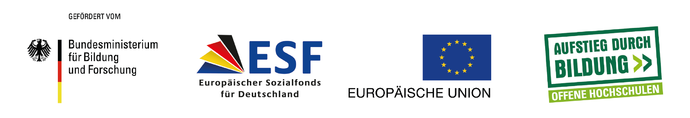 GEFÖRDERT VOM
Bundesministerium
für Bildung
und Forschung
ESF
Europäischer Sozialfonds
für Deutschland
EUROPÄISCHE UNION
AUFSTIEG DURCH
BILDUNG >>
OFFENE HOCHSCHULEN